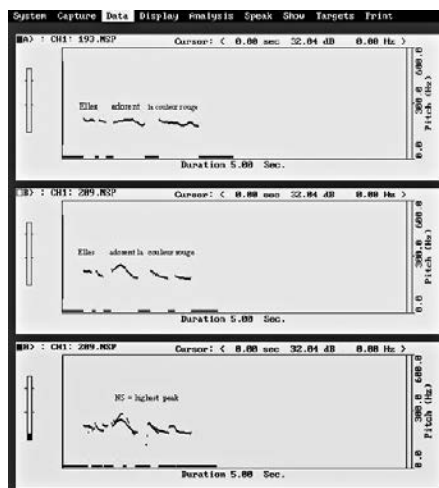 System Capture Data Display Analysis Speak Show Targets Print
A> : CH1: 193.NSP Cursor: < 0.00 sec 32.04 dB 0.00 Hz >
600.0
300.0
0.0
Pitch (Hz)
Elles adorent la couleur rouge
Duration 5.00 Sec.
B> : CH1: 209.NSP Cursor: < 0.00 sec 32.04 dB 0.00 Hz >
600.0
300.0
0.0
Pitch (Hz)
Elles adorent la couleur rouge
Duration 5.00 Sec.
: CH1: 209.NSP Cursor: < 0.00 sec 32.04 dB 0.00 Hz >
600.0
300.0
0.0
Pitch (Hz)
NS = highest peak
Duration 5.00 Sec.